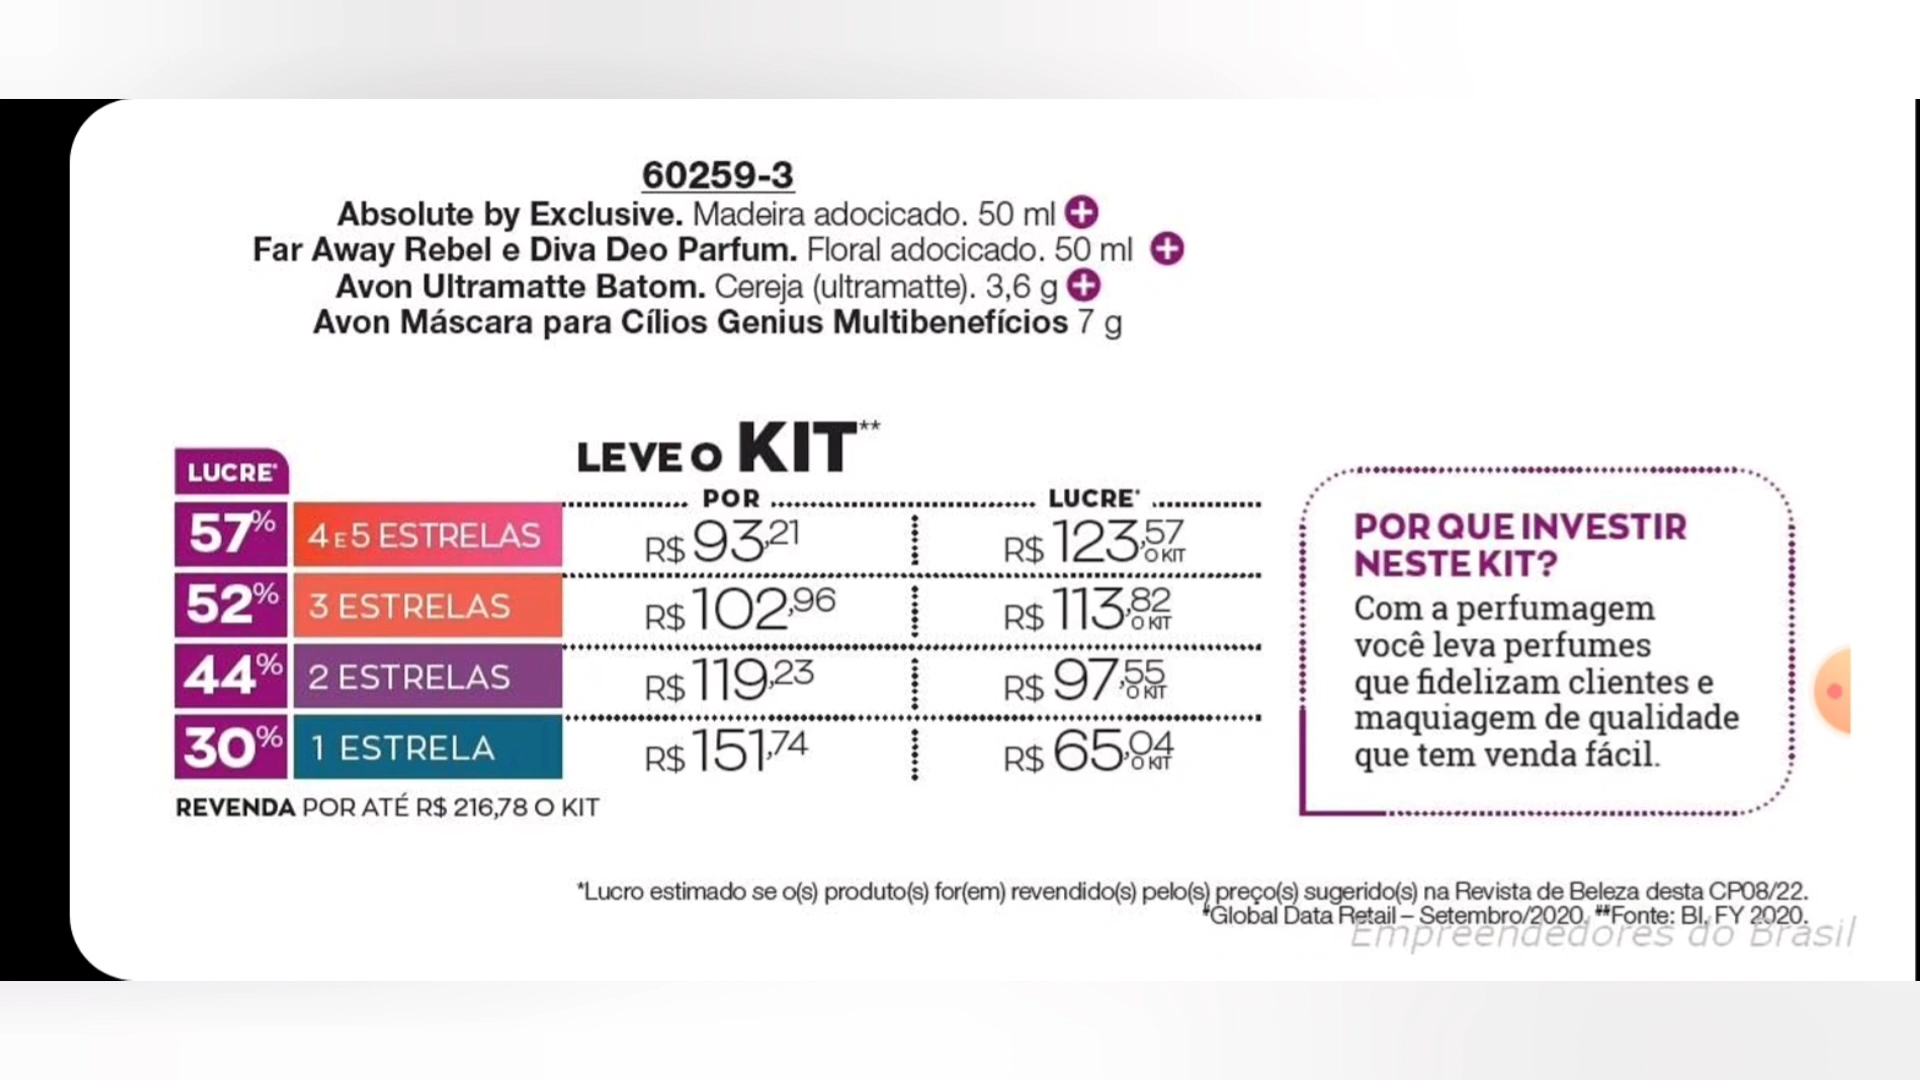 60259-3
Absolute by Exclusive. Madeira adocicado. 50 ml +
Far Away Rebel e Diva Deo Parfum. Floral adocicado. 50 ml +
Avon Ultramatte Batom. Cereja (ultramatte). 3,6 g +
Avon Máscara para Cílios Genius Multibenefícios 7 g
LEVE O KIT**
LUCRE*
POR LUCRE*
57% 4 E 5 ESTRELAS R$ 93,21 R$ 123,57 O KIT
52% 3 ESTRELAS R$ 102,96 R$ 113,82 O KIT
44% 2 ESTRELAS R$ 119,23 R$ 97,55 O KIT
30% 1 ESTRELA R$ 151,74 R$ 65,04 O KIT
REVENDA POR ATÉ R$ 216,78 O KIT
POR QUE INVESTIR
NESTE KIT?
Com a perfumagem
você leva perfumes
que fidelizam clientes e
maquiagem de qualidade
que tem venda fácil.
*Lucro estimado se o(s) produto(s) for(em) revendido(s) pelo(s) preço(s) sugerido(s) na Revista de Beleza desta CP08/22.
#Global Data Retail – Setembro/2020. ##Fonte: BI, FY 2020.
Empreendedores do Brasil